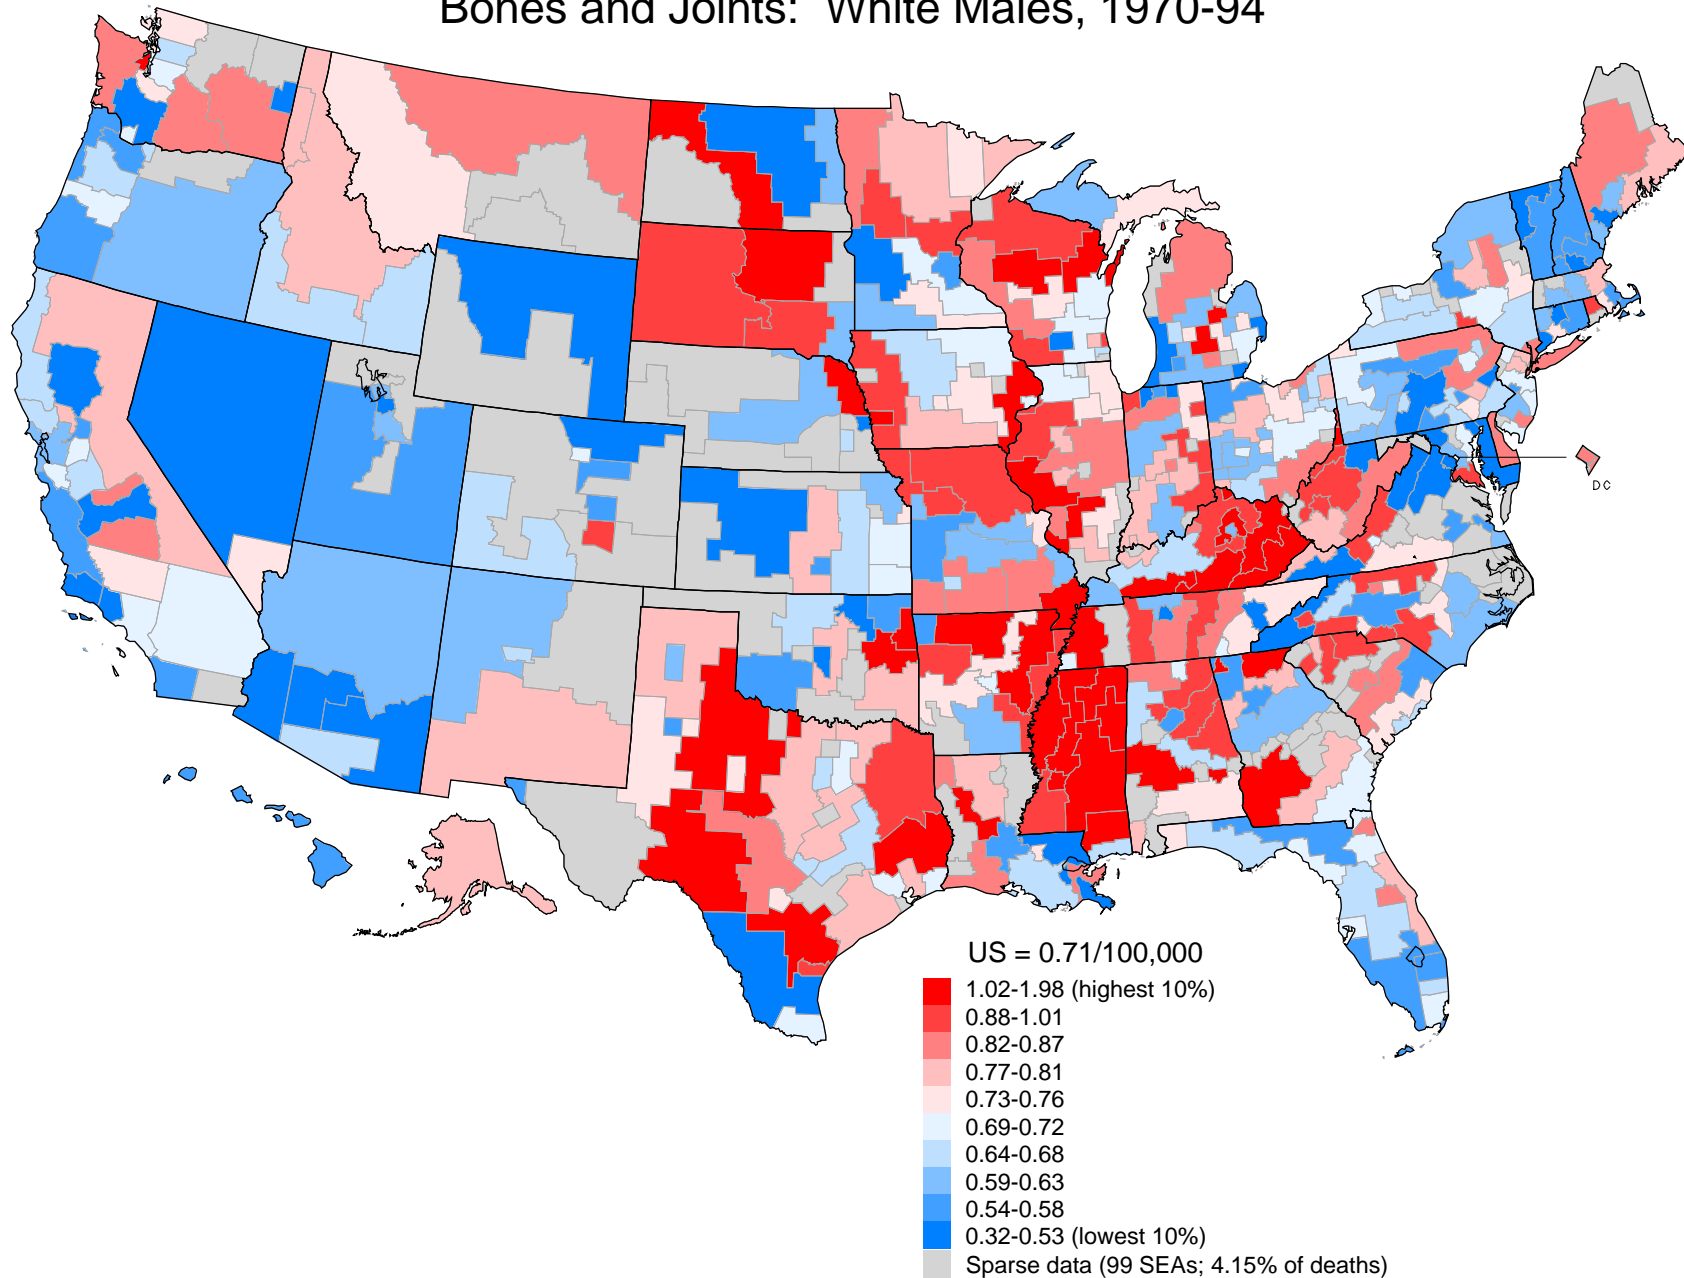 Bones and Joints: White Males, 1970-94
DC
US = 0.71/100,000
1.02-1.98 (highest 10%)
0.88-1.01
0.82-0.87
0.77-0.81
0.73-0.76
0.69-0.72
0.64-0.68
0.59-0.63
0.54-0.58
0.32-0.53 (lowest 10%)
Sparse data (99 SEAs; 4.15% of deaths)